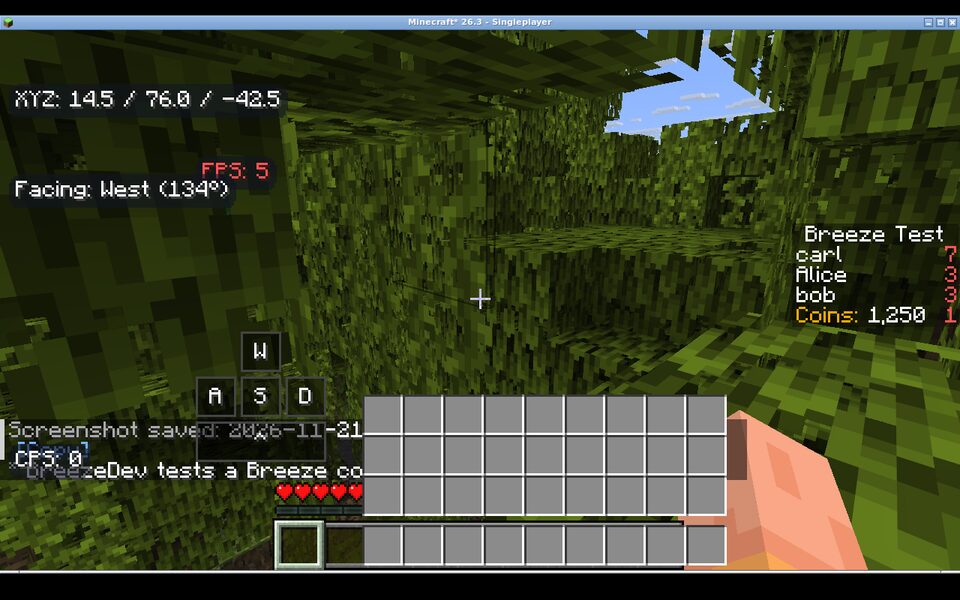 Minecraft* 26.3 - Singleplayer
XYZ: 14.5 / 76.0 / -42.5
FPS: 5
Facing: West (134°)
Breeze Test
carl 7
Alice 3
bob 3
Coins: 1,250 1
W
A S D
Screenshot saved: 2026-11-21
[Copy]
CPS: 0
BreezeDev tests a Breeze co